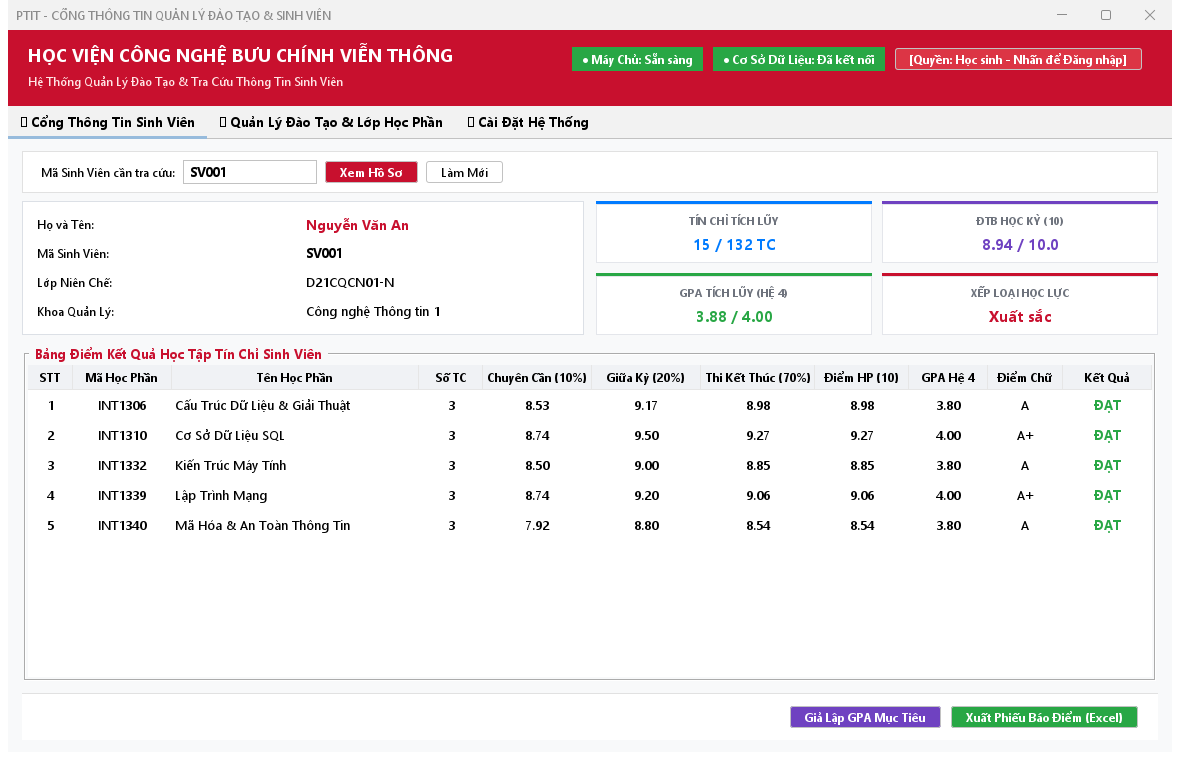 PTIT - CỔNG THÔNG TIN QUẢN LÝ ĐÀO TẠO & SINH VIÊN
HỌC VIỆN CÔNG NGHỆ BƯU CHÍNH VIỄN THÔNG
Hệ Thống Quản Lý Đào Tạo & Tra Cứu Thông Tin Sinh Viên
● Máy Chủ: Sẵn sàng
● Cơ Sở Dữ Liệu: Đã kết nối
[Quyền: Học sinh - Nhấn để Đăng nhập]
Cổng Thông Tin Sinh Viên
Quản Lý Đào Tạo & Lớp Học Phần
Cài Đặt Hệ Thống
Mã Sinh Viên cần tra cứu: SV001 Xem Hồ Sơ Làm Mới
Họ và Tên: Nguyễn Văn An
Mã Sinh Viên: SV001
Lớp Niên Chế: D21CQCN01-N
Khoa Quản Lý: Công nghệ Thông tin 1
TÍN CHỈ TÍCH LŨY
15 / 132 TC
ĐTB HỌC KỲ (10)
8.94 / 10.0
GPA TÍCH LŨY (HỆ 4)
3.88 / 4.00
XẾP LOẠI HỌC LỰC
Xuất sắc
Bảng Điểm Kết Quả Học Tập Tín Chỉ Sinh Viên
STT Mã Học Phần Tên Học Phần Số TC Chuyên Cần (10%) Giữa Kỳ (20%) Thi Kết Thúc (70%) Điểm HP (10) GPA Hệ 4 Điểm Chữ Kết Quả
1 INT1306 Cấu Trúc Dữ Liệu & Giải Thuật 3 8.53 9.17 8.98 8.98 3.80 A ĐẠT
2 INT1310 Cơ Sở Dữ Liệu SQL 3 8.74 9.50 9.27 9.27 4.00 A+ ĐẠT
3 INT1332 Kiến Trúc Máy Tính 3 8.50 9.00 8.85 8.85 3.80 A ĐẠT
4 INT1339 Lập Trình Mạng 3 8.74 9.20 9.06 9.06 4.00 A+ ĐẠT
5 INT1340 Mã Hóa & An Toàn Thông Tin 3 7.92 8.80 8.54 8.54 3.80 A ĐẠT
Giả Lập GPA Mục Tiêu
Xuất Phiếu Báo Điểm (Excel)